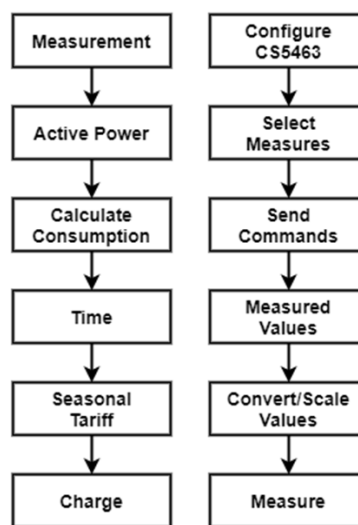 Measurement
Active Power
Calculate
Consumption
Time
Seasonal
Tariff
Charge
Configure
CS5463
Select
Measures
Send
Commands
Measured
Values
Convert/Scale
Values
Measure